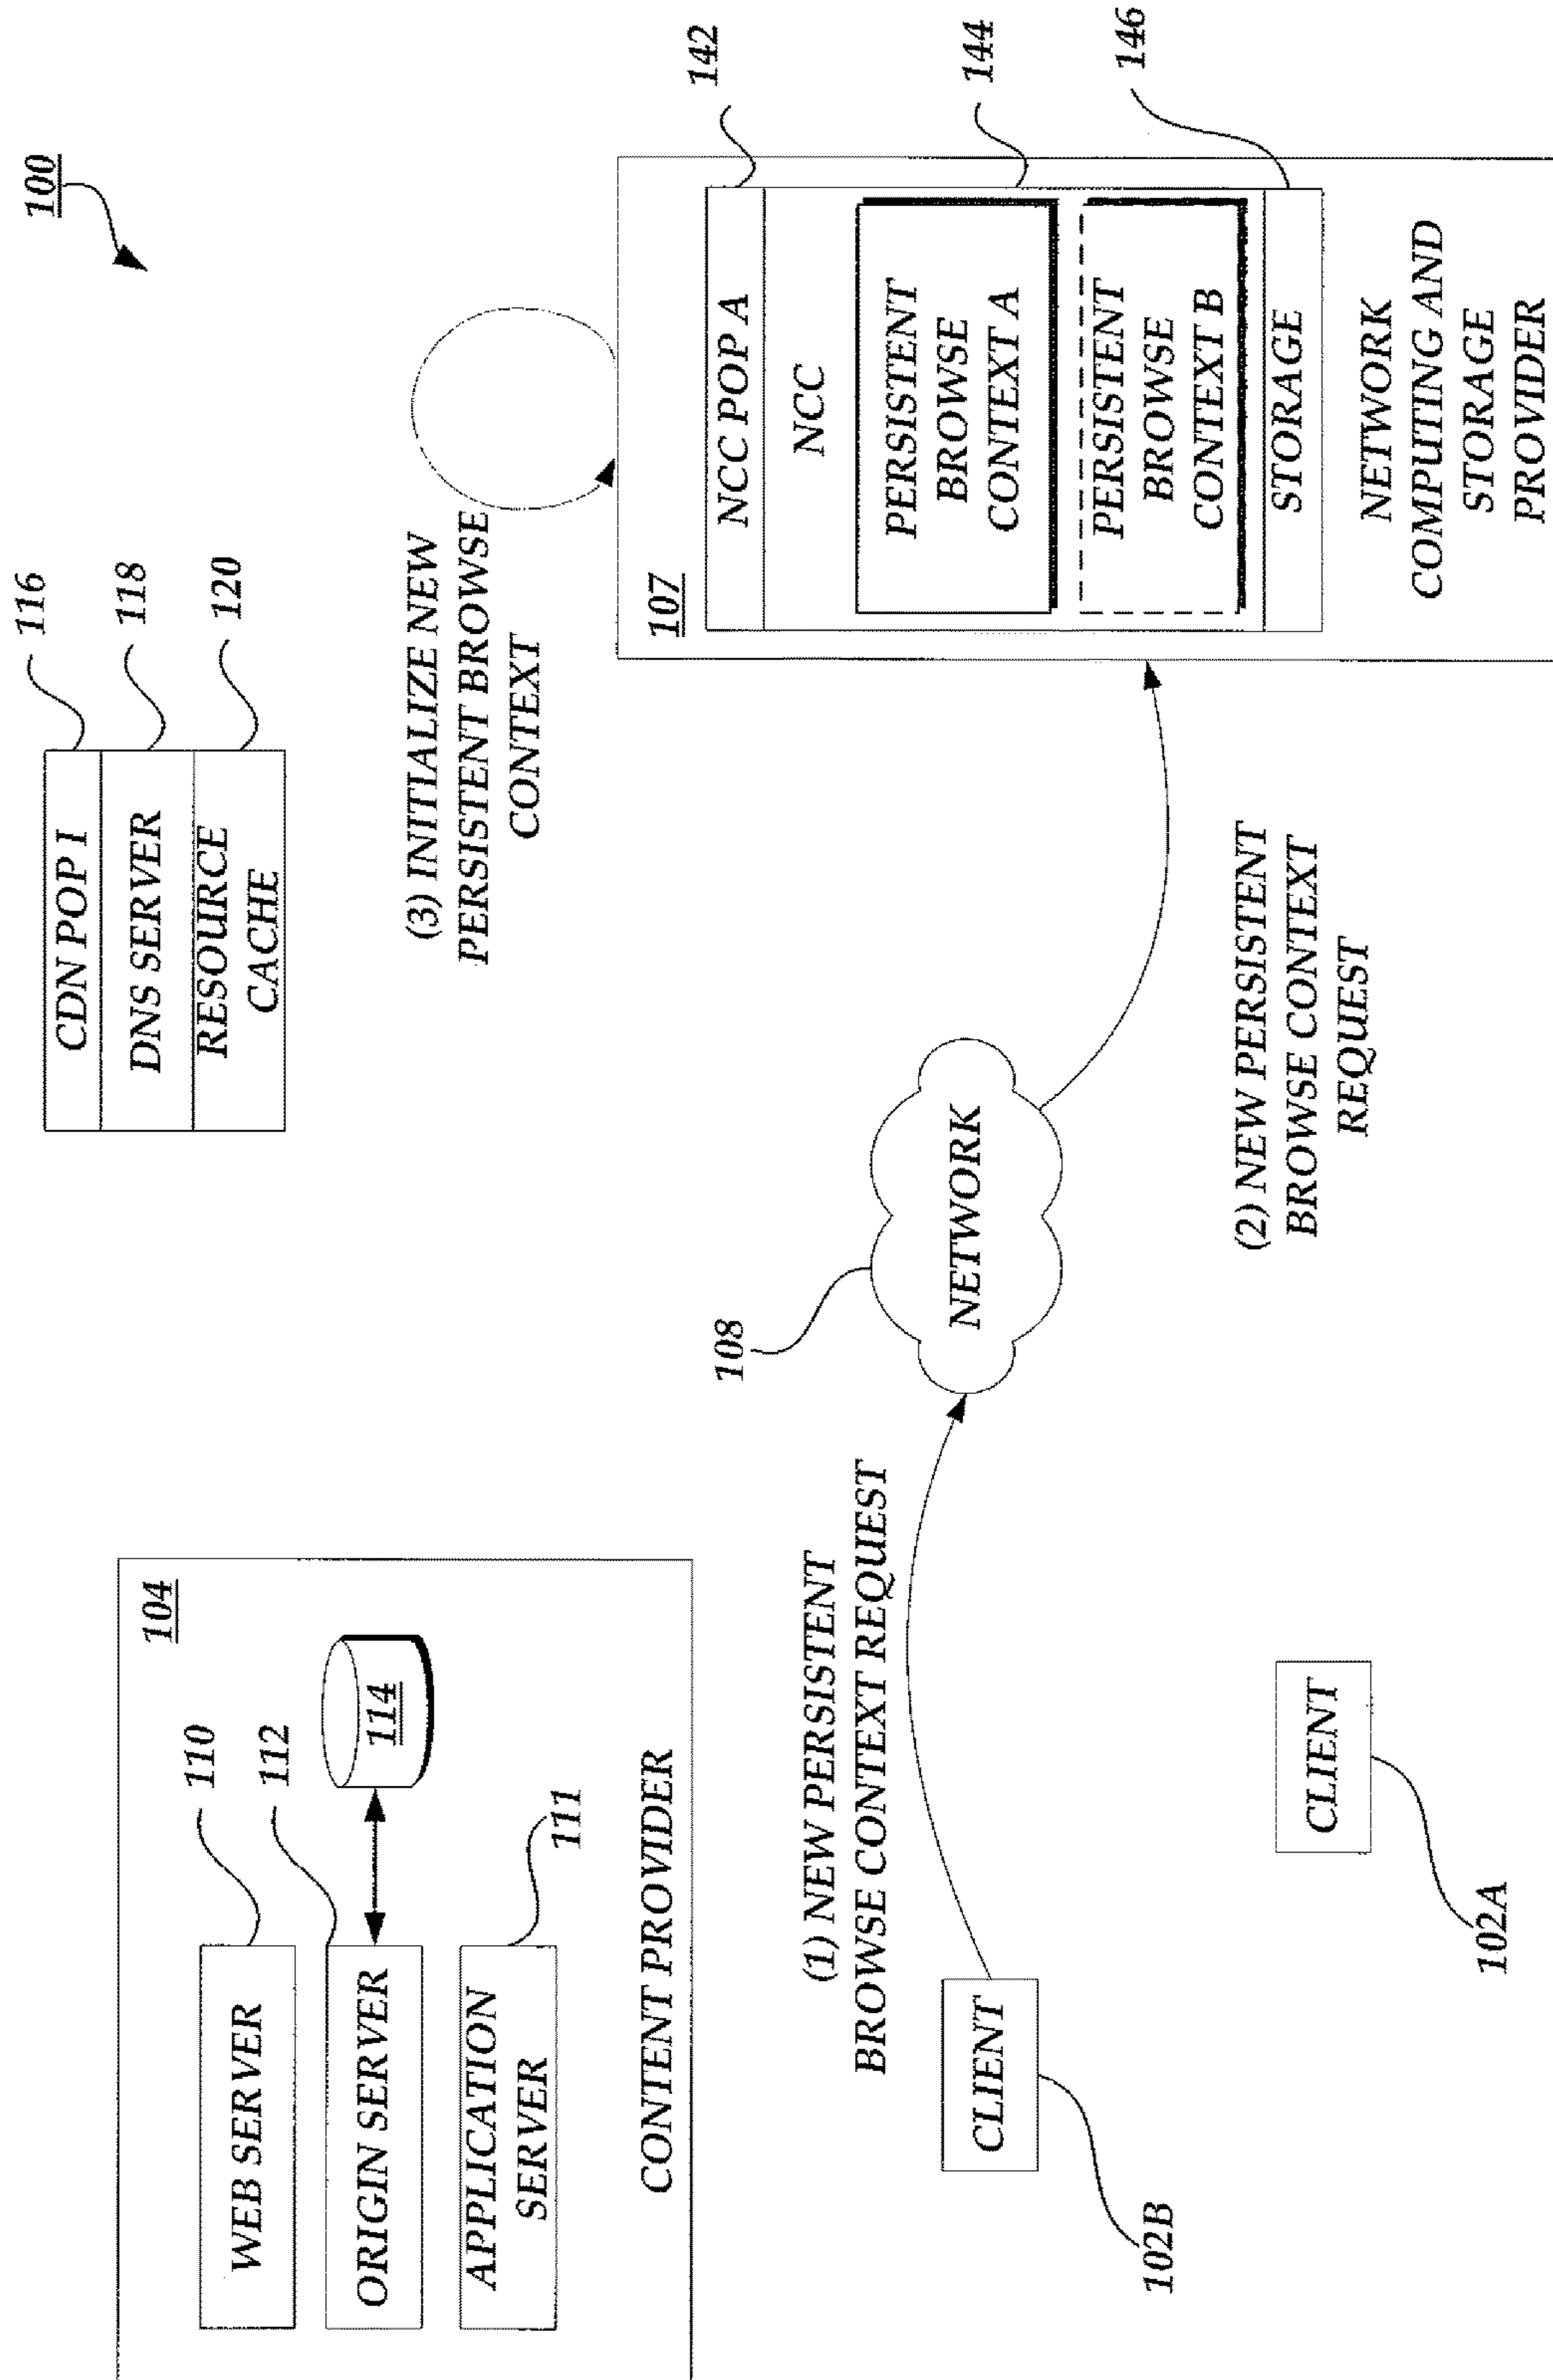 100
104
WEB SERVER
110
ORIGIN SERVER
112
114
APPLICATION
SERVER
111
CONTENT PROVIDER
CDN POP 1
116
DNS SERVER
118
RESOURCE
CACHE
120
(3) INITIALIZE NEW
PERSISTENT BROWSE
CONTEXT
(1) NEW PERSISTENT
BROWSE CONTEXT REQUEST
108
NETWORK
(2) NEW PERSISTENT
BROWSE CONTEXT
REQUEST
107
NCC POP A
142
NCC
PERSISTENT
BROWSE
CONTEXT A
144
PERSISTENT
BROWSE
CONTEXT B
STORAGE
146
NETWORK
COMPUTING AND
STORAGE
PROVIDER
CLIENT
102B
CLIENT
102A